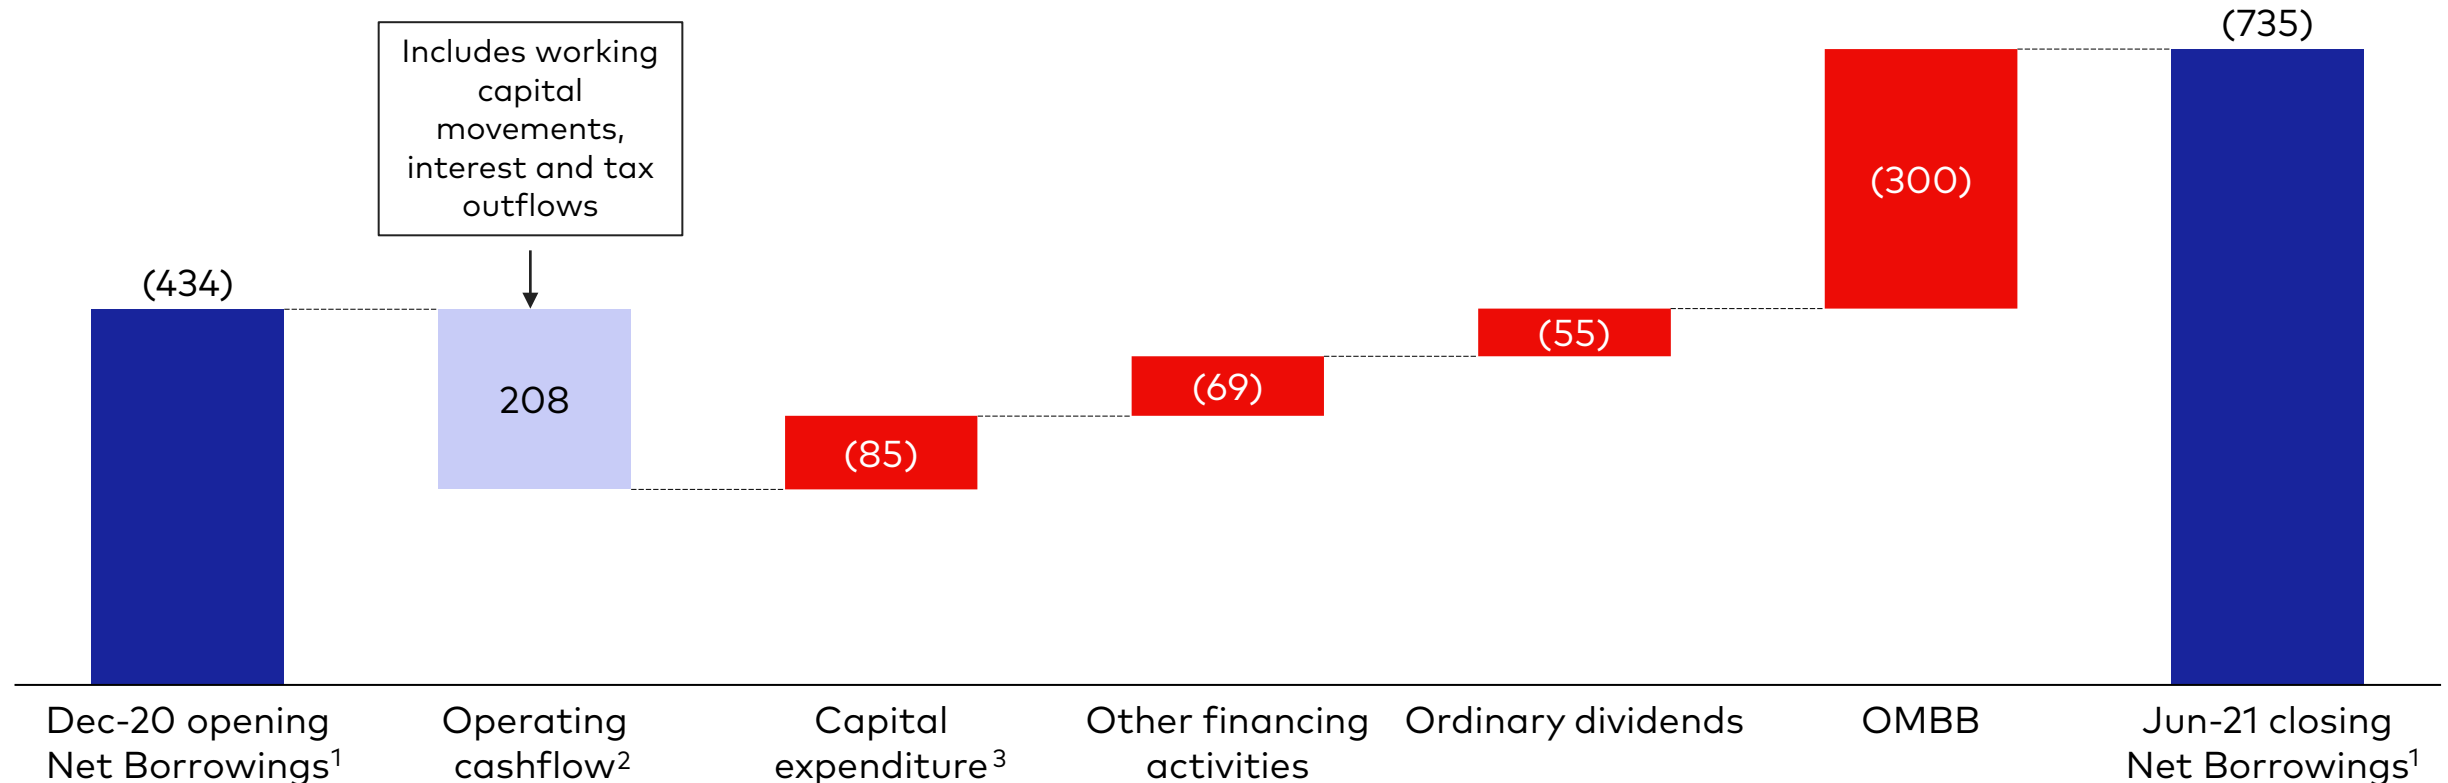 Includes working
capital
movements,
interest and tax
outflows
(434)
208
(85)
(69)
(55)
(300)
(735)
Dec-20 opening
Net Borrowings¹
Operating
cashflow²
Capital
expenditure³
Other financing
activities
Ordinary dividends
OMBB
Jun-21 closing
Net Borrowings¹